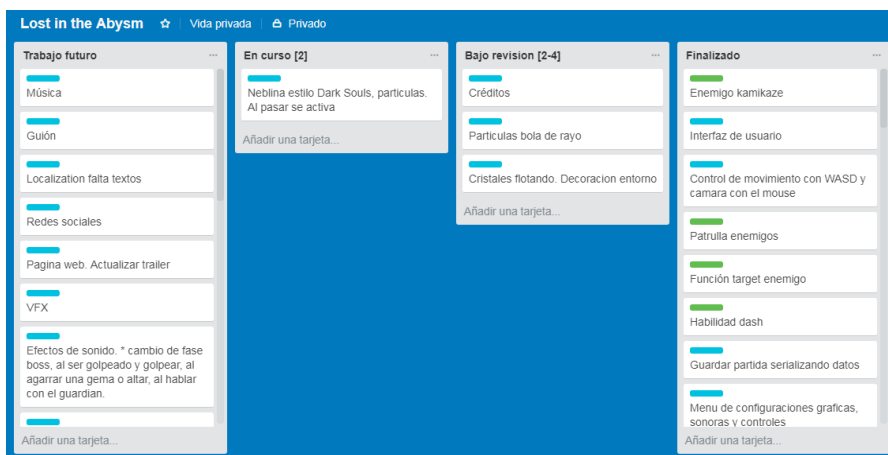 Lost in the Abysm ☆ Vida privada Privado
Trabajo futuro ...
Música
Guión
Localization falta textos
Redes sociales
Pagina web. Actualizar trailer
VFX
Efectos de sonido. * cambio de fase
boss, al ser golpeado y golpear, al
agarrar una gema o altar, al hablar
con el guardian.
Añadir una tarjeta...
En curso [2] ...
Neblina estilo Dark Souls, particulas.
Al pasar se activa
Añadir una tarjeta...
Bajo revision [2-4] ...
Créditos
Particulas bola de rayo
Cristales flotando. Decoracion entorno
Añadir una tarjeta...
Finalizado ...
Enemigo kamikaze
Interfaz de usuario
Control de movimiento con WASD y
camara con el mouse
Patrulla enemigos
Función target enemigo
Habilidad dash
Guardar partida serializando datos
Menu de configuraciones graficas,
sonoras y controles
Añadir una tarjeta...